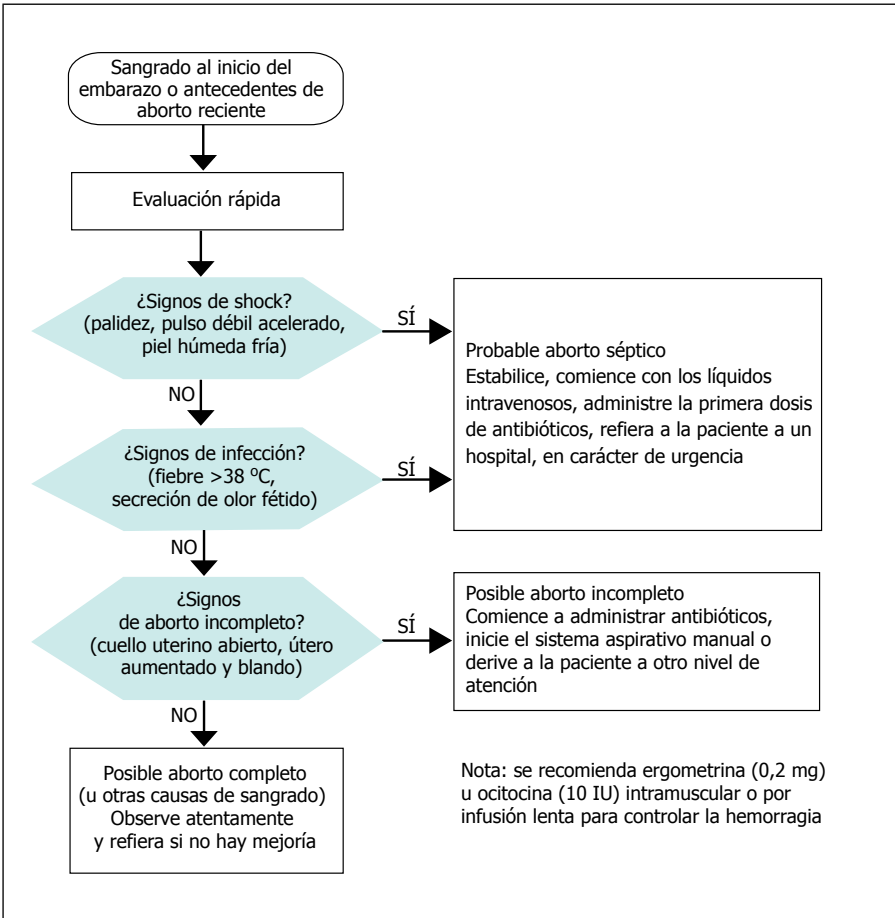 Sangrado al inicio del
embarazo o antecedentes de
aborto reciente
Evaluación rápida
¿Signos de shock?
(palidez, pulso débil acelerado,
piel húmeda fría)
SÍ
Probable aborto séptico
Estabilice, comience con los líquidos
intravenosos, administre la primera dosis
de antibióticos, refiera a la paciente a un
hospital, en carácter de urgencia
NO
¿Signos de infección?
(fiebre >38 ºC,
secreción de olor fétido)
SÍ
NO
¿Signos
de aborto incompleto?
(cuello uterino abierto, útero
aumentado y blando)
SÍ
Posible aborto incompleto
Comience a administrar antibióticos,
inicie el sistema aspirativo manual o
derive a la paciente a otro nivel de
atención
NO
Posible aborto completo
(u otras causas de sangrado)
Observe atentamente
y refiera si no hay mejoría
Nota: se recomienda ergometrina (0,2 mg)
u ocitocina (10 IU) intramuscular o por
infusión lenta para controlar la hemorragia